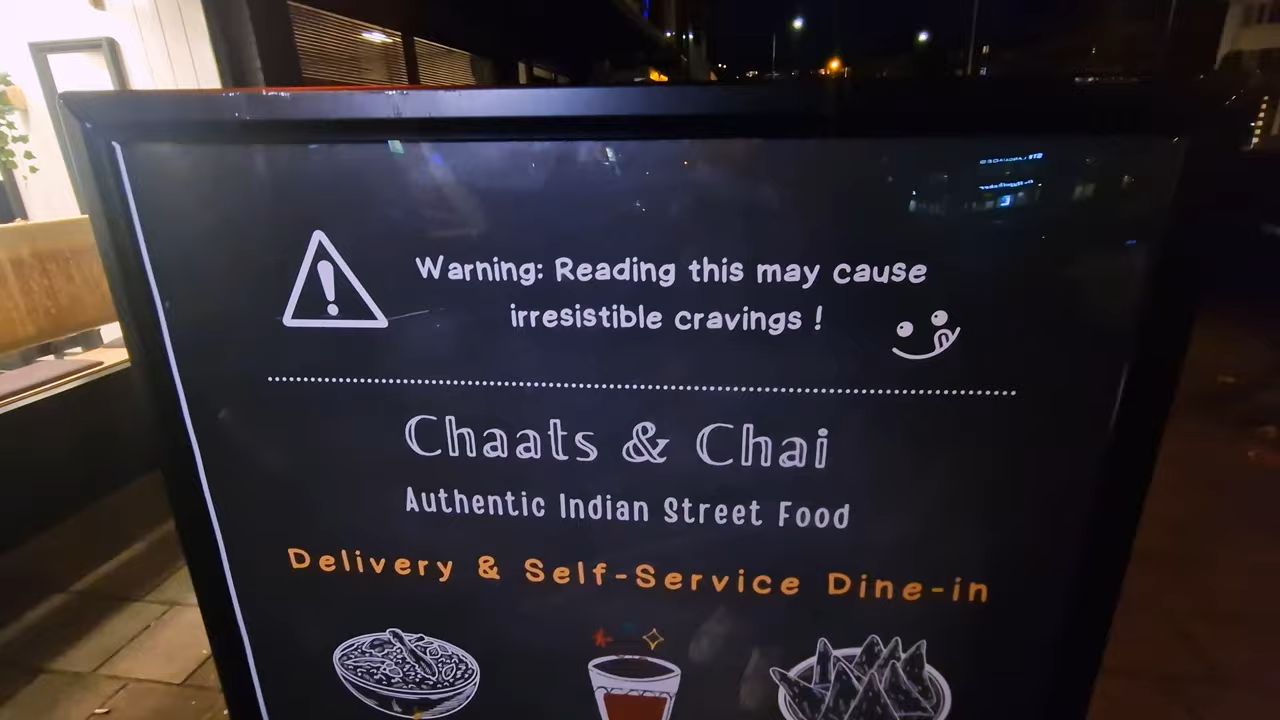 Warning: Reading this may cause
irresistible cravings !
Chaats & Chai
Authentic Indian Street Food
Delivery & Self-Service Dine-in